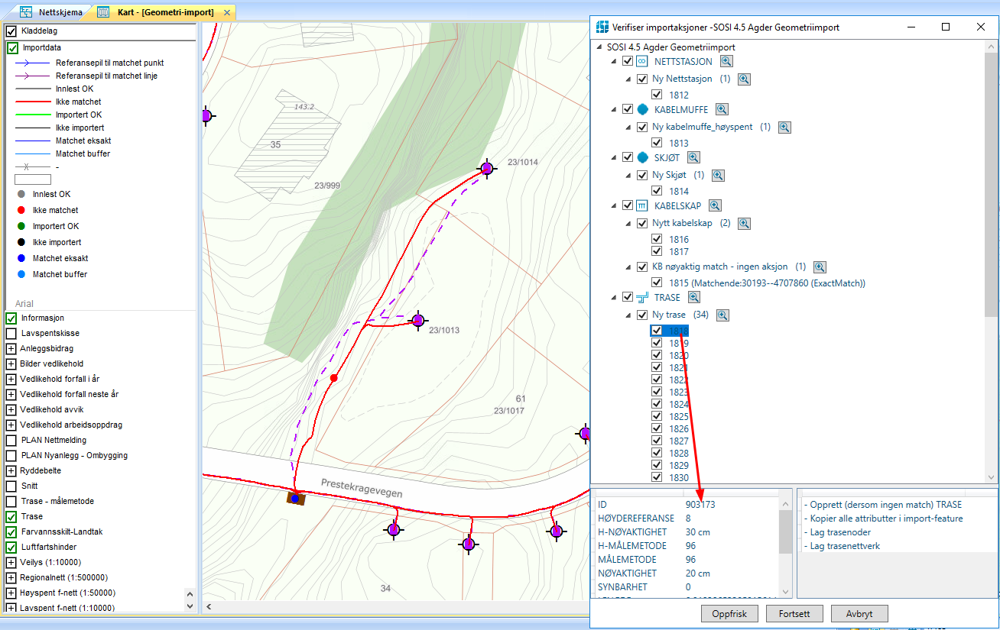 Nettskjema
Kart - [Geometri-import]
Kladdelag
Importdata
Referansepil til matchet punkt
Referansepil til matchet linje
Innlest OK
Ikke matchet
Importert OK
Ikke importert
Matchet eksakt
Matchet buffer
-
Innlest OK
Ikke matchet
Importert OK
Ikke importert
Matchet eksakt
Matchet buffer
Arial
Informasjon
Lavspentskisse
Anleggsbidrag
Bilder vedlikehold
Vedlikehold forfall i år
Vedlikehold forfall neste år
Vedlikehold avvik
Vedlikehold arbeidsoppdrag
PLAN Nettmelding
PLAN Nyanlegg - Ombygging
Ryddebelte
Snitt
Trase - målemetode
Trase
Farvannsskilt-Landtak
Luftfartshinder
Veilys (1:10000)
Regionalnett (1:500000)
Høyspent f-nett (1:50000)
Lavspent f-nett (1:10000)
143.2
35
23/999
23/1014
23/1013
61
23/1017
Prestekragevegen
34
Verifiser importaksjoner -SOSI 4.5 Agder Geometriimport
SOSI 4.5 Agder Geometriimport
NETTSTASJON
Ny Nettstasjon (1)
1812
KABELMUFFE
Ny kabelmuffe_høyspent (1)
1813
SKJØT
Ny Skjøt (1)
1814
KABELSKAP
Nytt kabelskap (2)
1816
1817
KB nøyaktig match - ingen aksjon (1)
1815 (Matchende:30193--4707860 (ExactMatch))
TRASE
Ny trase (34)
1818
1819
1820
1821
1822
1823
1824
1825
1826
1827
1828
1829
1830
ID 903173
HØYDEREFERANSE 8
H-NØYAKTIGHET 30 cm
H-MÅLEMETODE 96
MÅLEMETODE 96
NØYAKTIGHET 20 cm
SYNBARHET 0
- Opprett (dersom ingen match) TRASE
- Kopier alle attributter i import-feature
- Lag trasenoder
- Lag trasenettverk
Oppfrisk
Fortsett
Avbryt